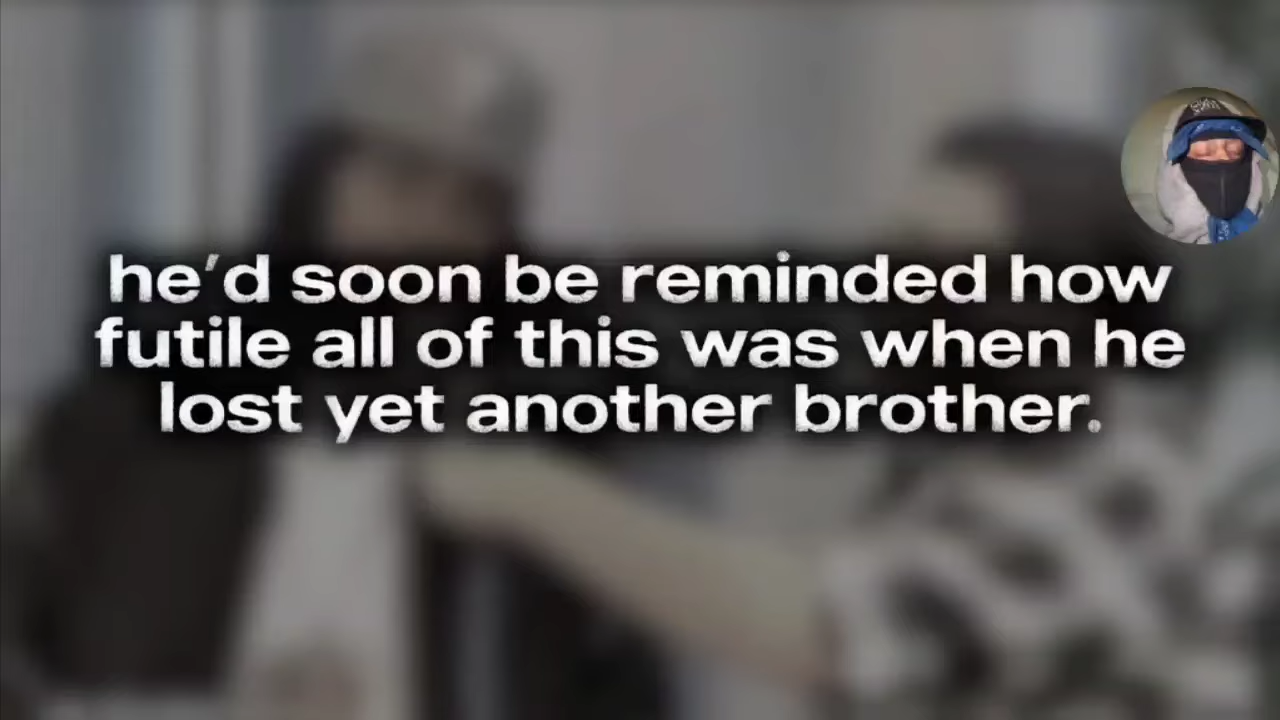 he'd soon be reminded how
futile all of this was when he
lost yet another brother.